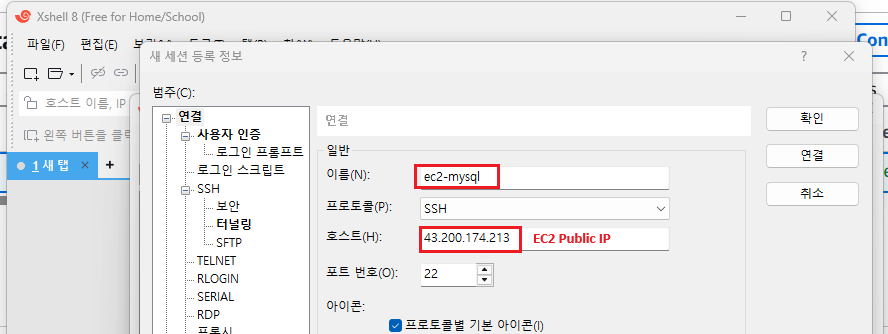 Xshell 8 (Free for Home/School)
파일(F) 편집(E)
새 세션 등록 정보
?
Con
호스트 이름, IP
왼쪽 버튼을 클릭
1 새 탭
범주(C):
연결
사용자 인증
로그인 프롬프트
로그인 스크립트
SSH
보안
터널링
SFTP
TELNET
RLOGIN
SERIAL
RDP
연결
일반
이름(N): ec2-mysql
프로토콜(P): SSH
호스트(H): 43.200.174.213 EC2 Public IP
포트 번호(O): 22
아이콘:
프로토콜별 기본 아이콘(I)
확인
연결
취소